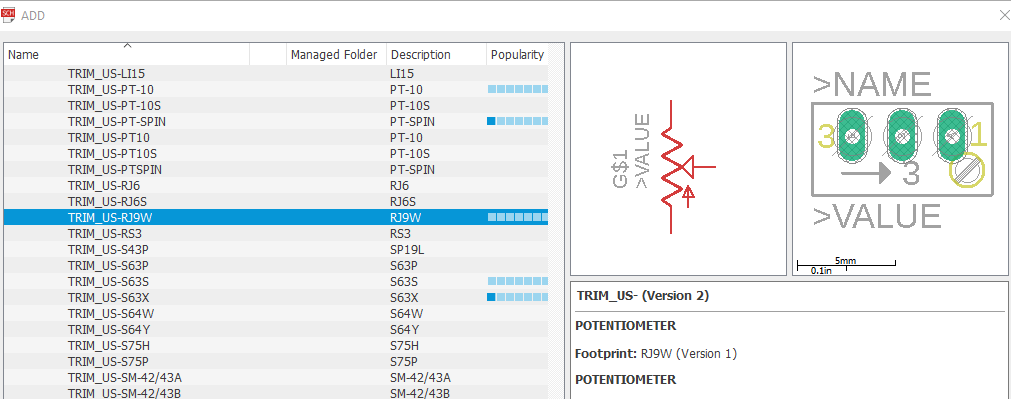 SCH ADD
Name Managed Folder Description Popularity
TRIM_US-LI15 LI15
TRIM_US-PT-10 PT-10
TRIM_US-PT-10S PT-10S
TRIM_US-PT-SPIN PT-SPIN
TRIM_US-PT10 PT-10
TRIM_US-PT10S PT-10S
TRIM_US-PTSPIN PT-SPIN
TRIM_US-RJ6 RJ6
TRIM_US-RJ6S RJ6S
TRIM_US-RJ9W RJ9W
TRIM_US-RS3 RS3
TRIM_US-S43P SP19L
TRIM_US-S63P S63P
TRIM_US-S63S S63S
TRIM_US-S63X S63X
TRIM_US-S64W S64W
TRIM_US-S64Y S64Y
TRIM_US-S75H S75H
TRIM_US-S75P S75P
TRIM_US-SM-42/43A SM-42/43A
TRIM_US-SM-42/43B SM-42/43B
G$1
>VALUE
>NAME
3 1
3
>VALUE
5mm
0.1in
TRIM_US- (Version 2)
POTENTIOMETER
Footprint: RJ9W (Version 1)
POTENTIOMETER